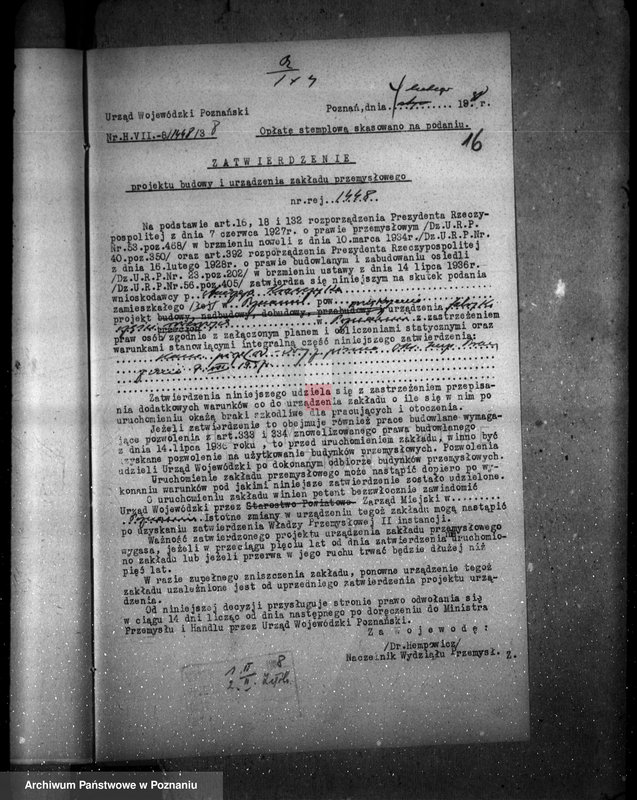 Urząd Wojewódzki Poznański
Poznań, dnia 4 lutego 1938 r.
Nr.H.VII.-8/1448/38
Opłatę stemplową skasowano na podaniu.
16
ZATWIERDZENIE
projektu budowy i urządzenia zakładu przemysłowego
nr.rej. 1448.
Na podstawie art.16, 18 i 132 rozporządzenia Prezydenta Rzeczy-
pospolitej z dnia 7 czerwca 1927r. o prawie przemysłowym /Dz.U.R.P.
Nr.53.poz.468/ w brzmieniu noweli z dnia 10.marca 1934r./Dz.U.R.P.Nr.
40.poz.350/ oraz art.392 rozporządzenia Prezydenta Rzeczypospolitej
z dnia 16.lutego 1928r. o prawie budowlanym i zabudowaniu osiedli
/Dz.U.R.P.Nr. 23.poz.202/ w brzmieniu ustawy z dnia 14 lipca 1936r.
/Dz.U.R.P.Nr.56.poz.405/ zatwierdza się niniejszym na skutek podania
wnioskodawcy p.
zamieszkałego w Poznaniu pow.
projekt budowy, nadbudowy, dobudowy, przebudowy urządzenia fabryki
w Poznaniu z zastrzeżeniem
praw osób zgodnie z załączonym planem i obliczeniami statycznymi oraz
warunkami stanowiącymi integralną część niniejszego zatwierdzenia:
Zatwierdzenia niniejszego udziela się z zastrzeżeniem przepisa-
nia dodatkowych warunków co do urządzenia zakładu o ile się w nim po
uruchomieniu okażą braki szkodliwe dla pracujących i otoczenia.
Jeżeli zatwierdzenie to obejmuje również prace budowlane wymaga-
jące pozwolenia z art.333 i 334 znowelizowanego prawa budowlanego
z dnia 14.lipca 1936 roku, to przed uruchomieniem zakładu, winno być
uzyskane pozwolenie na użytkowanie budynków przemysłowych. Pozwolenia
udzieli Urząd Wojewódzki po dokonanym odbiorze budynków przemysłowych.
Uruchomienie zakładu przemysłowego może nastąpić dopiero po wy-
konaniu warunków pod jakimi niniejsze zatwierdzenie zostało udzielone.
O uruchomieniu zakładu winien petent bezzwłocznie zawiadomić
Urząd Wojewódzki przez Starostwo Powiatowe- Zarząd Miejski w
Poznaniu. Istotne zmiany w urządzeniu tegoż zakładu mogą nastąpić
po uzyskaniu zatwierdzenia Władzy Przemysłowej II instancji.
Ważność zatwierdzonego projektu urządzenia zakładu przemysłowego
wygasa, jeżeli w przeciągu pięciu lat od dnia zatwierdzenia uruchomio-
no zakładu lub jeżeli przerwa w jego ruchu trwać będzie dłużej niż
pięć lat.
W razie zupełnego zniszczenia zakładu, ponowne urządzenie tegoż
zakładu uzależnione jest od uprzedniego zatwierdzenia projektu urzą-
dzenia.
Od niniejszej decyzji przysługuje stronie prawo odwołania się
w ciągu 14 dni licząc od dnia następnego po doręczeniu do Ministra
Przemysłu i Handlu przez Urząd Wojewódzki Poznański.
Za Wojewodę:
/Dr.Hempowicz/
Naczelnik Wydziału Przemysł. Z.
Archiwum Państwowe w Poznaniu